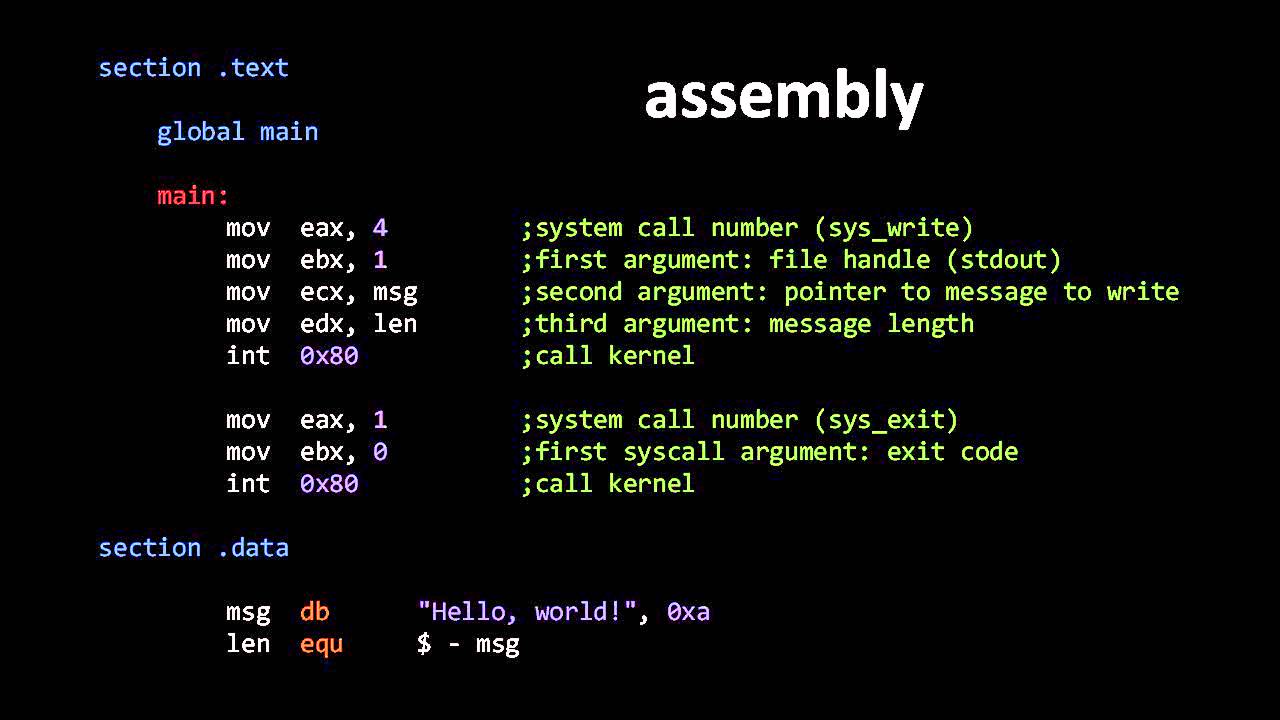 section .text
assembly
global main
main:
mov eax, 4 ;system call number (sys_write)
mov ebx, 1 ;first argument: file handle (stdout)
mov ecx, msg ;second argument: pointer to message to write
mov edx, len ;third argument: message length
int 0x80 ;call kernel
mov eax, 1 ;system call number (sys_exit)
mov ebx, 0 ;first syscall argument: exit code
int 0x80 ;call kernel
section .data
msg db "Hello, world!", 0xa
len equ $ - msg